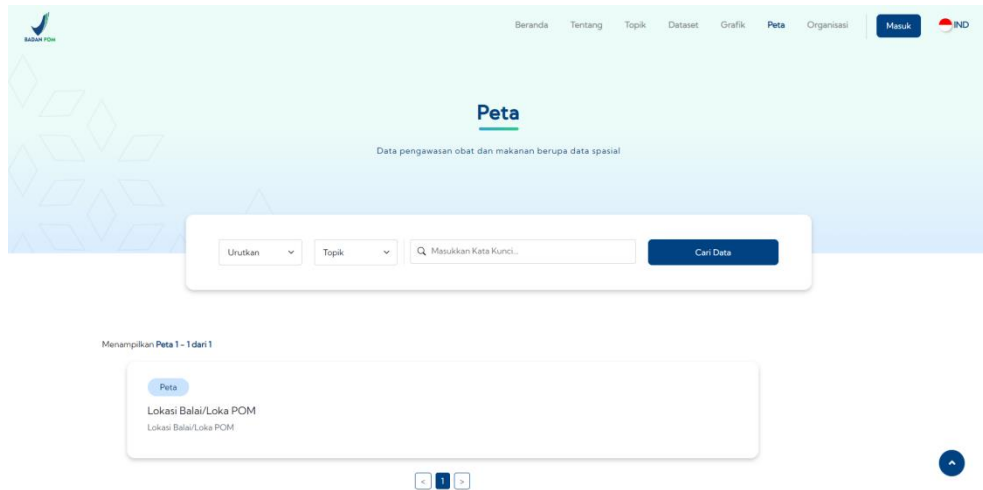 BADAN POM
Beranda Tentang Topik Dataset Grafik Peta Organisasi Masuk IND
Peta
Data pengawasan obat dan makanan berupa data spasial
Urutkan Topik Masukkan Kata Kunci... Cari Data
Menampilkan Peta 1 - 1 dari 1
Peta
Lokasi Balai/Loka POM
Lokasi Balai/Loka POM
< 1 >